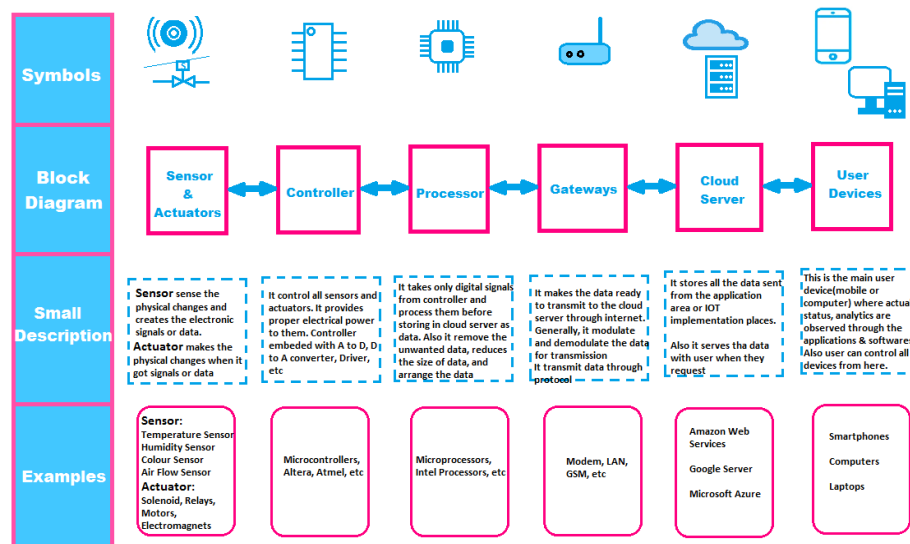 Symbols
Block
Diagram
Sensor
&
Actuators
Controller
Processor
Gateways
Cloud
Server
User
Devices
Small
Description
Sensor sense the
physical changes and
creates the electronic
signals or data.
Actuator makes the
physical changes when it
got signals or data
It control all sensors and
actuators. It provides
proper electrical power
to them. Controller
embeded with A to D, D
to A converter, Driver,
etc
It takes only digital signals
from controller and
process them before
storing in cloud server as
data. Also it remove the
unwanted data, reduces
the size of data, and
arrange the data
It makes the data ready
to transmit to the cloud
server through internet.
Generally, it modulate
and demodulate the data
for transmission
It transmit data through
protocol
It stores all the data sent
from the application
area or IOT
implementation places.
Also it serves tha data
with user when they
request
This is the main user
device(mobile or
computer) where actua
status, analytics are
observed through the
applications & softwares
Also user can control all
devices from here.
Examples
Sensor:
Temperature Sensor
Humidity Sensor
Colour Sensor
Air Flow Sensor
Actuator:
Solenoid, Relays,
Motors,
Electromagnets
Microcontrollers,
Altera, Atmel, etc
Microprocessors,
Intel Processors, etc
Modem, LAN,
GSM, etc
Amazon Web
Services
Google Server
Microsoft Azure
Smartphones
Computers
Laptops